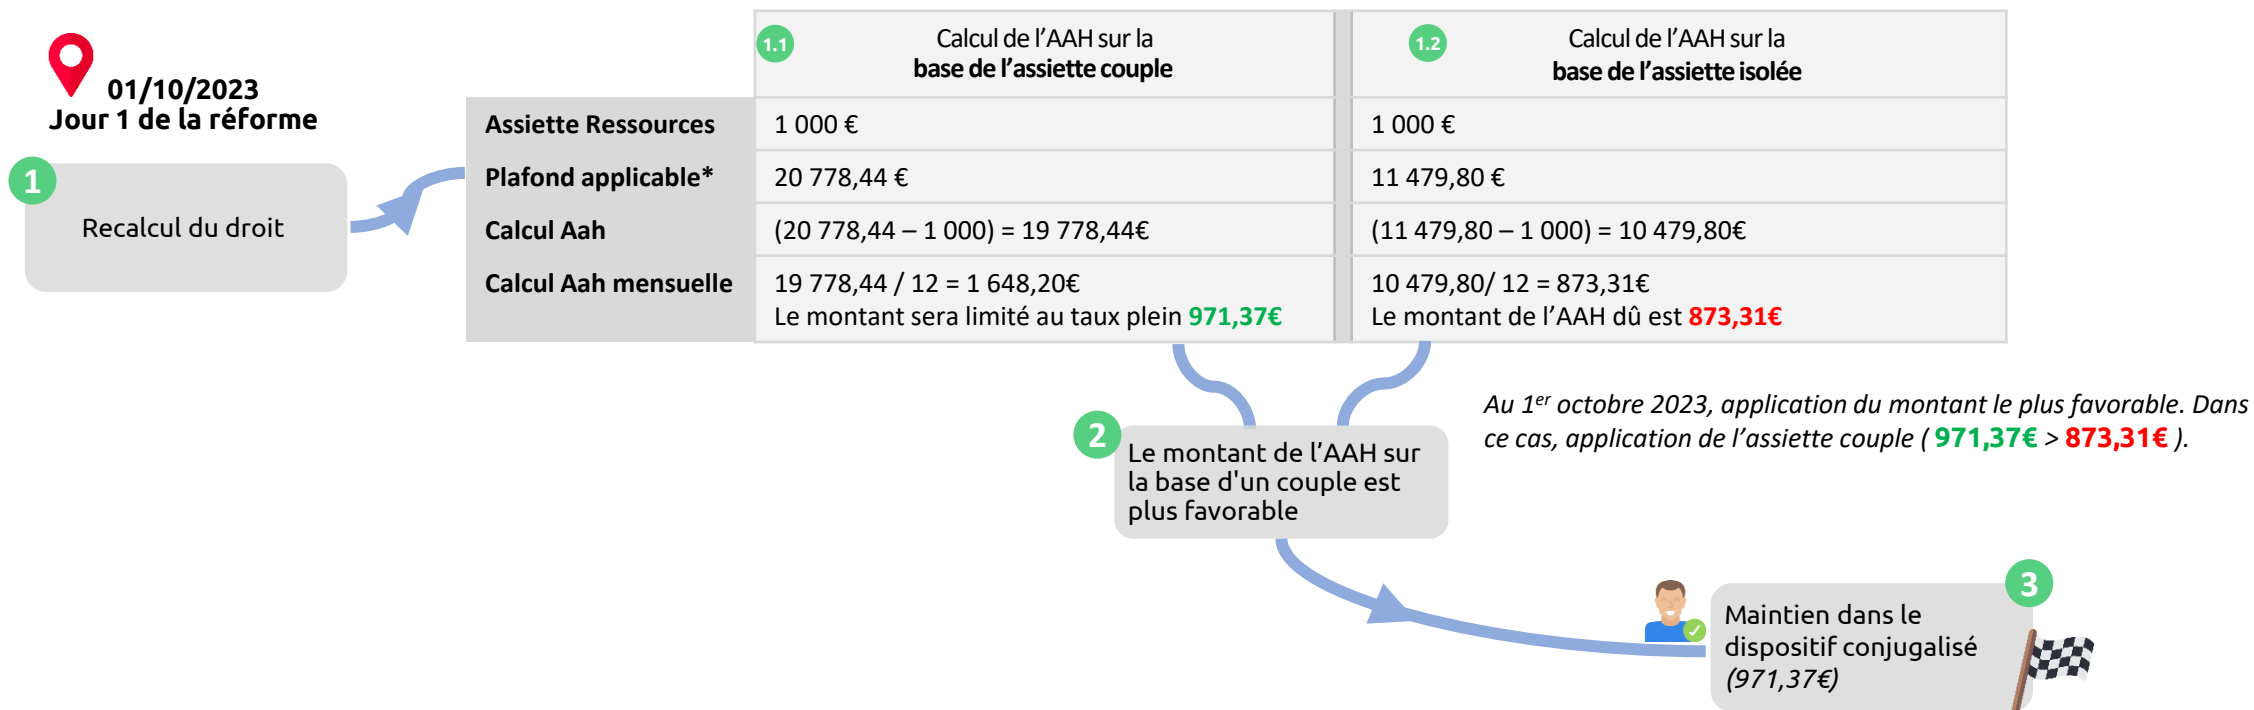 01/10/2023
Jour 1 de la réforme
1
Recalcul du droit
1.1
Calcul de l'AAH sur la
base de l'assiette couple
1.2
Calcul de l'AAH sur la
base de l'assiette isolée
Assiette Ressources
1 000 €
1 000 €
Plafond applicable*
20 778,44 €
11 479,80 €
Calcul Aah
(20 778,44 – 1 000) = 19 778,44€
(11 479,80 – 1 000) = 10 479,80€
Calcul Aah mensuelle
19 778,44 / 12 = 1 648,20€
Le montant sera limité au taux plein 971,37€
10 479,80/ 12 = 873,31€
Le montant de l'AAH dû est 873,31€
Au 1er octobre 2023, application du montant le plus favorable. Dans
ce cas, application de l'assiette couple ( 971,37€ > 873,31€ ).
2
Le montant de l'AAH sur
la base d'un couple est
plus favorable
3
Maintien dans le
dispositif conjugalisé
(971,37€)